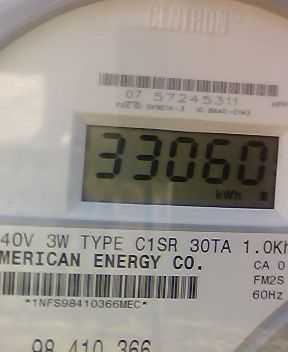 CENTRON®
07 57245311
33060
kWh
40V 3W TYPE C1SR 30TA 1.0Kh
MERICAN ENERGY CO.
CA 0
FM2S
60Hz
*1NFS98410366MEC*
98 410 366